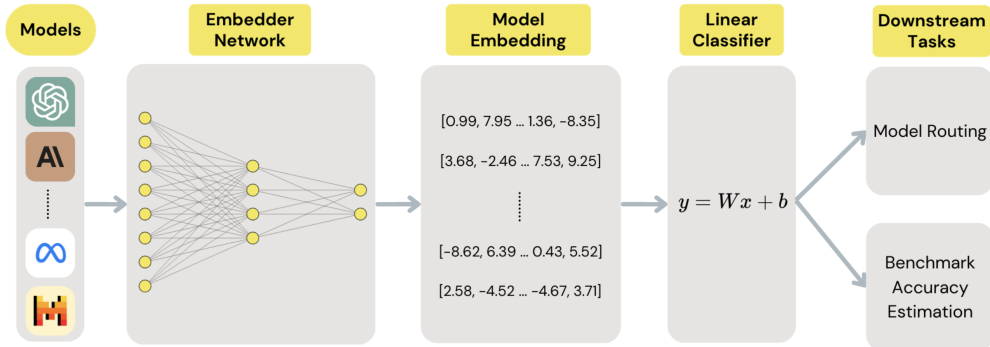 Models
Embedder
Network
Model
Embedding
Linear
Classifier
Downstream
Tasks
AI
[0.99, 7.95 ... 1.36, -8.35]
[3.68, -2.46 ... 7.53, 9.25]
[-8.62, 6.39 ... 0.43, 5.52]
[2.58, -4.52 ... -4.67, 3.71]
y = Wx + b
Model Routing
Benchmark
Accuracy
Estimation